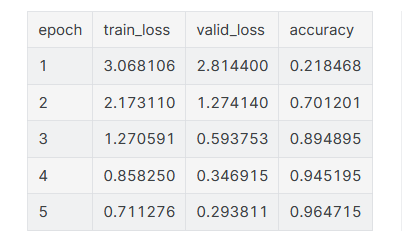 epoch train_loss valid_loss accuracy
1 3.068106 2.814400 0.218468
2 2.173110 1.274140 0.701201
3 1.270591 0.593753 0.894895
4 0.858250 0.346915 0.945195
5 0.711276 0.293811 0.964715